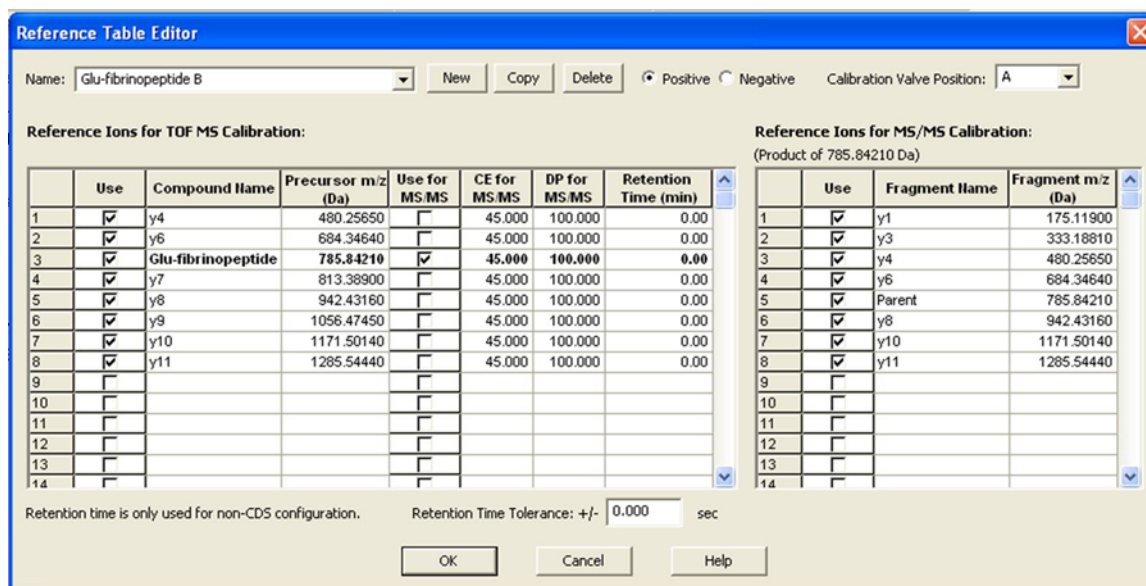 Reference Table Editor
Name: Glu-fibrinopeptide B New Copy Delete Positive Negative Calibration Valve Position: A
Reference Ions for TOF MS Calibration:
Use Compound Name Precursor m/z (Da) Use for MS/MS CE for MS/MS DP for MS/MS Retention Time (min)
1 y4 480.25650 45.000 100.000 0.00
2 y6 684.34640 45.000 100.000 0.00
3 Glu-fibrinopeptide 785.84210 45.000 100.000 0.00
4 y7 813.38900 45.000 100.000 0.00
5 y8 942.43160 45.000 100.000 0.00
6 y9 1056.47450 45.000 100.000 0.00
7 y10 1171.50140 45.000 100.000 0.00
8 y11 1285.54440 45.000 100.000 0.00
9
10
11
12
13
14
Reference Ions for MS/MS Calibration:
(Product of 785.84210 Da)
Use Fragment Name Fragment m/z (Da)
1 y1 175.11900
2 y3 333.18810
3 y4 480.25650
4 y6 684.34640
5 Parent 785.84210
6 y8 942.43160
7 y10 1171.50140
8 y11 1285.54440
9
10
11
12
13
14
Retention time is only used for non-CDS configuration. Retention Time Tolerance: +/- 0.000 sec
OK Cancel Help